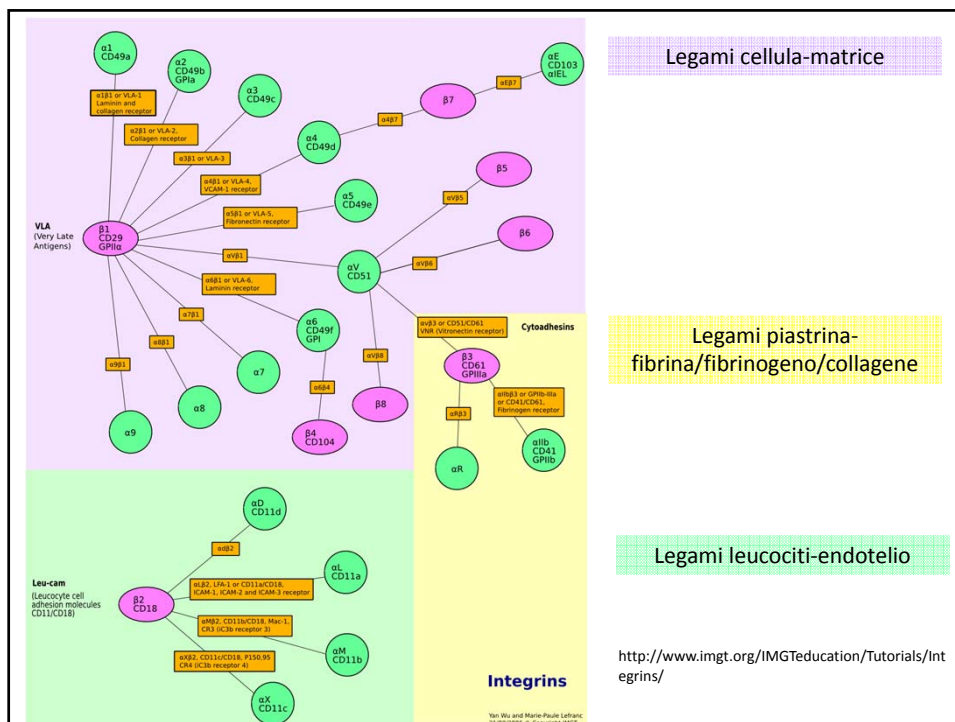 α1
CD49a
α2
CD49b
GPIa
α3
CD49c
αE
CD103
αIEL
αEβ7
β7
α4β7
α4
CD49d
α1β1 or VLA-1
Laminin and
collagen receptor
α2β1 or VLA-2,
Collagen receptor
α3β1 or VLA-3
α4β1 or VLA-4,
VCAM-1 receptor
α5
CD49e
α5β1 or VLA-5,
Fibronectin receptor
β5
αVβ5
VLA
(Very Late
Antigens)
β1
CD29
GPIIα
αVβ1
β6
αVβ6
αV
CD51
α6β1 or VLA-6,
Laminin receptor
α7β1
α8β1
α9β1
α6
CD49f
GPI
α7
α8
α9
αVβ8
β8
α6β4
β4
CD104
Cytoadhesins
αvβ3 or CD51/CD61
VNR (Vitronectin receptor)
β3
CD61
GPIIIa
αIIbβ3 or GPIIb-IIIa
or CD41/CD61,
Fibrinogen receptor
αRβ3
αR
αIIb
CD41
GPIIb
αD
CD11d
αdβ2
αL
CD11a
αLβ2, LFA-1 or CD11a/CD18,
ICAM-1, ICAM-2 and ICAM-3 receptor
Leu-cam
(Leucocyte cell
adhesion molecules
CD11/CD18)
β2
CD18
αMβ2, CD11b/CD18, Mac-1,
CR3 (iC3b receptor 3)
αM
CD11b
αXβ2, CD11c/CD18, P150,95
CR4 (iC3b receptor 4)
αX
CD11c
Integrins
Yan Wu and Marie-Paule Lefranc
Legami cellula-matrice
Legami piastrina-
fibrina/fibrinogeno/collagene
Legami leucociti-endotelio
http://www.imgt.org/IMGTeducation/Tutorials/Int
egrins/